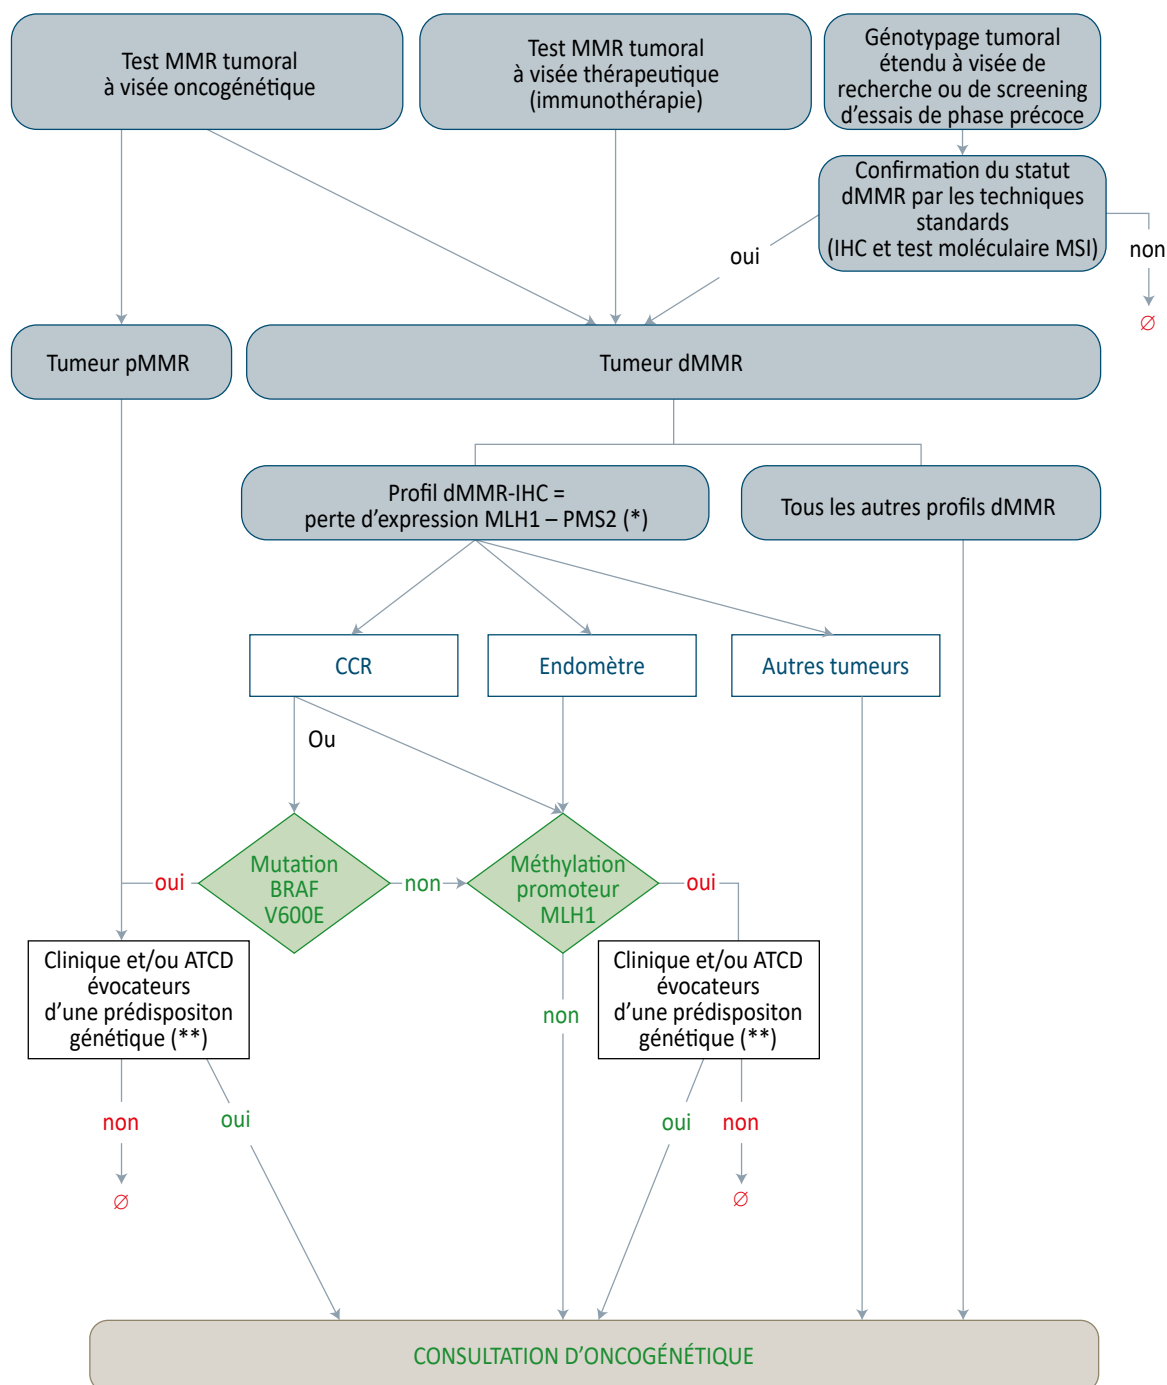 Test MMR tumoral
à visée oncogénétique
Test MMR tumoral
à visée thérapeutique
(immunothérapie)
Génotypage tumoral
étendu à visée de
recherche ou de screening
d’essais de phase précoce
Confirmation du statut
dMMR par les techniques
standards
(IHC et test moléculaire MSI)
oui
non
∅
Tumeur pMMR
Tumeur dMMR
Profil dMMR-IHC =
perte d’expression MLH1 – PMS2 (*)
Tous les autres profils dMMR
CCR
Endomètre
Autres tumeurs
Ou
Mutation
BRAF
V600E
Méthylation
promoteur
MLH1
oui
non
oui
Clinique et/ou ATCD
évocateurs
d’une prédispositon
génétique (**)
non
Clinique et/ou ATCD
évocateurs
d’une prédispositon
génétique (**)
non
oui
oui
non
∅
∅
CONSULTATION D’ONCOGÉNÉTIQUE